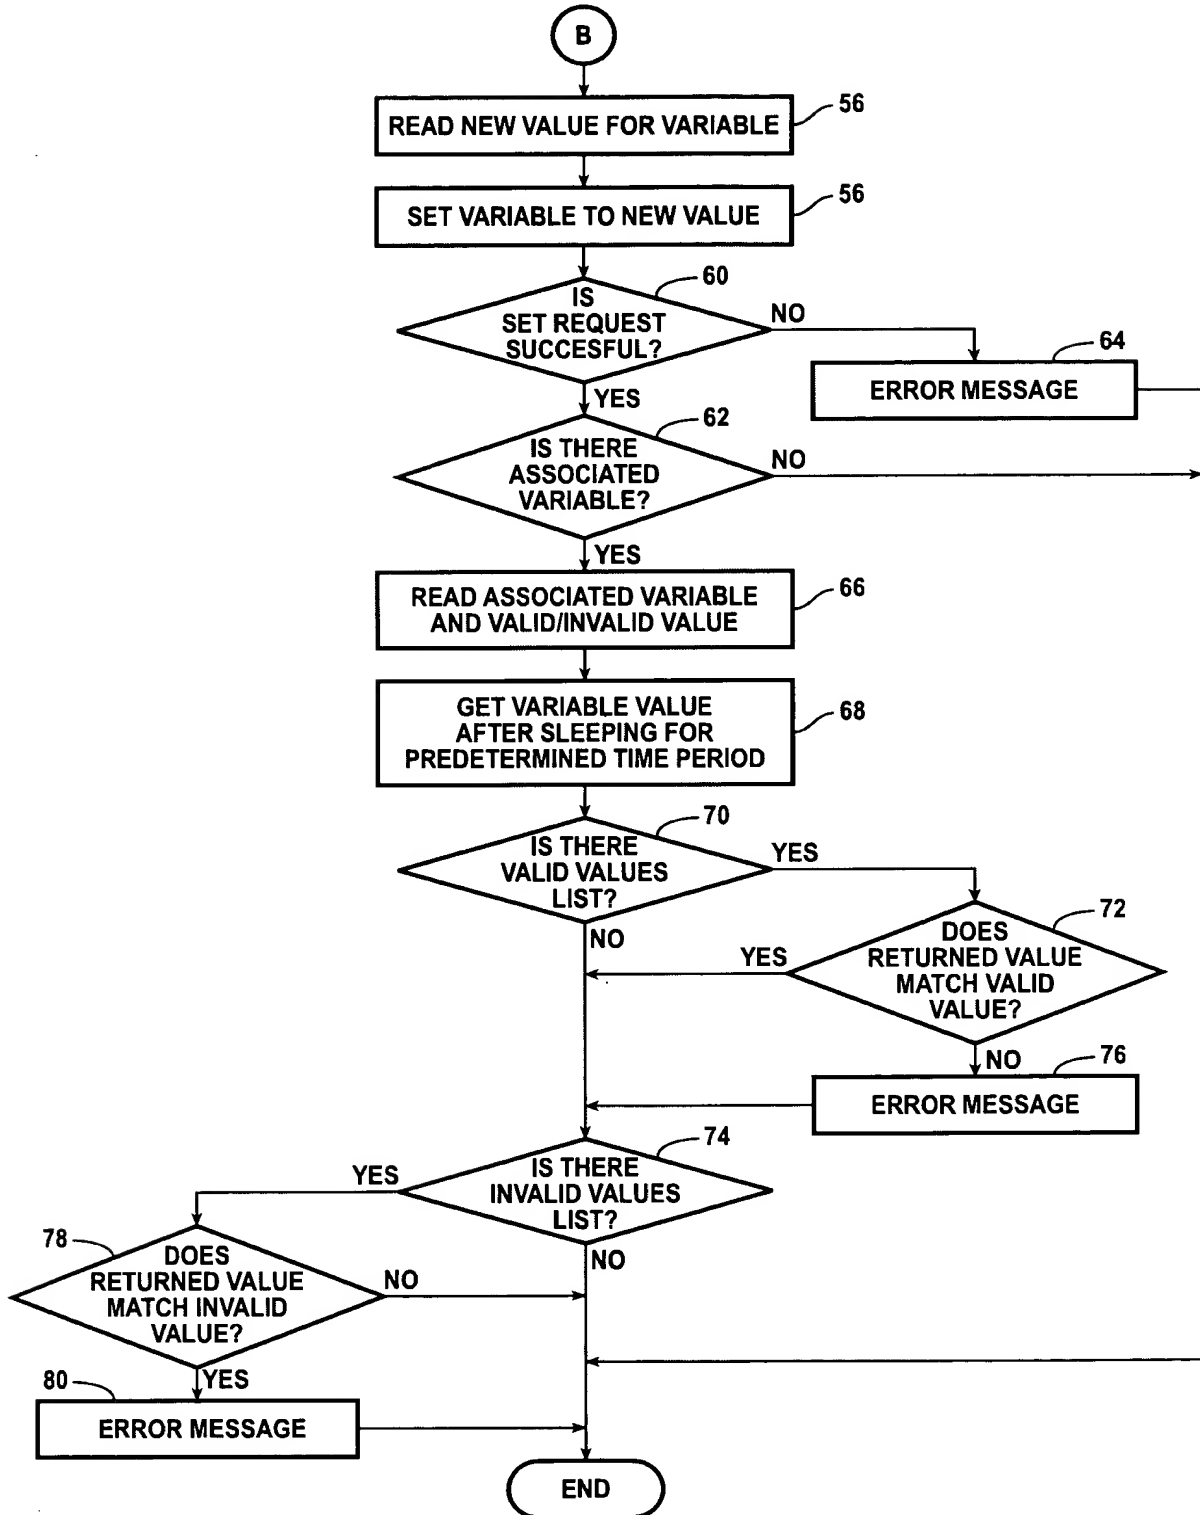 B
READ NEW VALUE FOR VARIABLE
56
SET VARIABLE TO NEW VALUE
56
60
IS
SET REQUEST
SUCCESFUL?
NO
64
ERROR MESSAGE
YES
62
IS THERE
ASSOCIATED
VARIABLE?
NO
YES
READ ASSOCIATED VARIABLE
AND VALID/INVALID VALUE
66
GET VARIABLE VALUE
AFTER SLEEPING FOR
PREDETERMINED TIME PERIOD
68
70
IS THERE
VALID VALUES
LIST?
YES
NO
72
DOES
RETURNED VALUE
MATCH VALID
VALUE?
YES
NO
76
ERROR MESSAGE
74
IS THERE
INVALID VALUES
LIST?
YES
NO
78
DOES
RETURNED VALUE
MATCH INVALID
VALUE?
NO
YES
80
ERROR MESSAGE
END